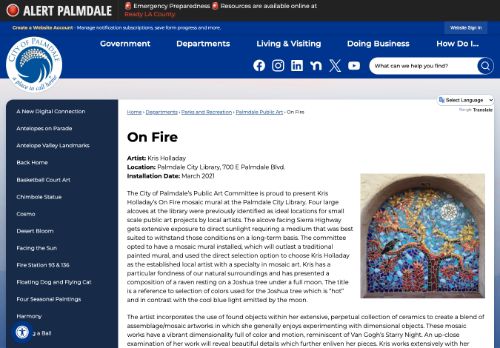 ALERT PALMDALE
🚨 Emergency Preparedness 🚨 Resources are available online at
Ready LA County.
Create a Website Account - Manage notification subscriptions, save form progress and more.
Website Sign In
CITY OF PALMDALE
a place to call home
Government
Departments
Living & Visiting
Doing Business
How Do I...
What can we help you find?
Select Language
Google Translate
A New Digital Connection
Antelopes on Parade
Antelope Valley Landmarks
Back Home
Basketball Court Art
Chimbole Statue
Cosmo
Desert Bloom
Facing the Sun
Fire Station 93 & 136
Floating Dog and Flying Cat
Four Seasonal Paintings
Harmony
g a Ball
Home › Departments › Parks and Recreation › Palmdale Public Art › On Fire
On Fire
Artist: Kris Holladay
Location: Palmdale City Library, 700 E Palmdale Blvd.
Installation Date: March 2021
The City of Palmdale's Public Art Committee is proud to present Kris
Holladay's On Fire mosaic mural at the Palmdale City Library. Four large
alcoves at the library were previously identified as ideal locations for small
scale public art projects by local artists. The alcove facing Sierra Highway
gets extensive exposure to direct sunlight requiring a medium that was best
suited to withstand those conditions on a long-term basis. The committee
opted to have a mosaic mural installed, which will outlast a traditional
painted mural, and used the direct selection option to choose Kris Holladay
as the established local artist with a specialty in mosaic art. Kris has a
particular fondness of our natural surroundings and has presented a
composition of a raven resting on a Joshua tree under a full moon. The title
is a reference to selection of colors used for the Joshua tree which is "hot"
and in contrast with the cool blue light emitted by the moon.
The artist incorporates the use of found objects within her extensive, perpetual collection of ceramics to create a blend of
assemblage/mosaic artworks in which she generally enjoys experimenting with dimensional objects. These mosaic
works have a vibrant dimensionality full of color and motion, reminiscent of Van Gogh's Starry Night. An up-close
examination of her work will reveal beautiful details which further enliven her pieces. Kris works extensively with her